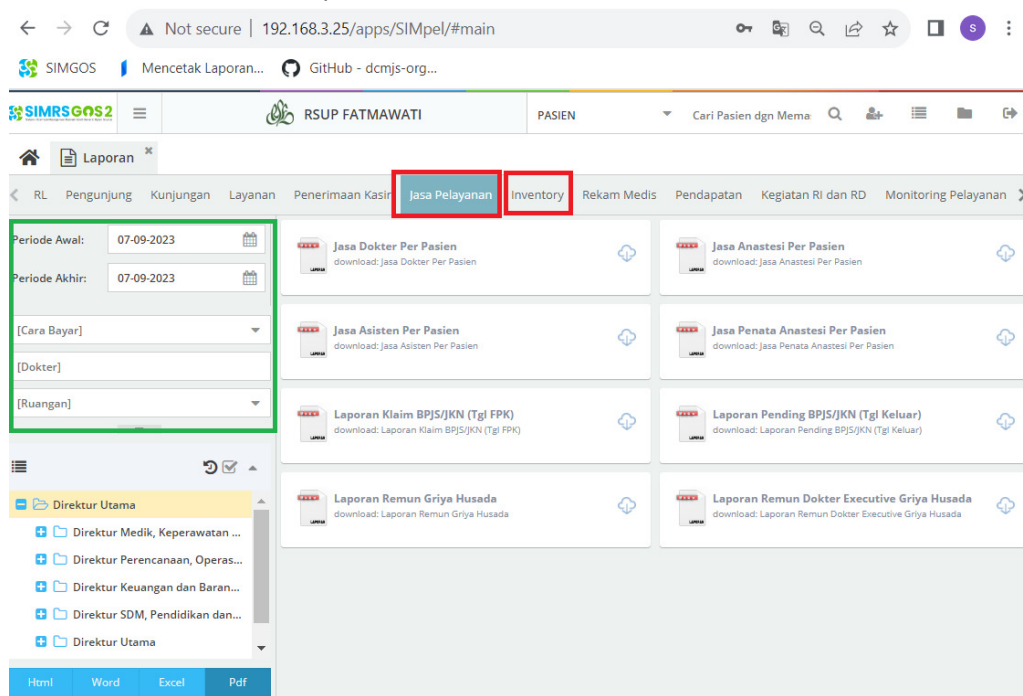 Not secure | 192.168.3.25/apps/SIMpel/#main
S
SIMGOS Mencetak Laporan... GitHub - dcmjs-org...
SIMRSGOS2 RSUP FATMAWATI PASIEN Cari Pasien dgn Mema
Laporan
RL Pengunjung Kunjungan Layanan Penerimaan Kasir Jasa Pelayanan Inventory Rekam Medis Pendapatan Kegiatan RI dan RD Monitoring Pelayanan
Periode Awal: 07-09-2023
Periode Akhir: 07-09-2023
[Cara Bayar]
[Dokter]
[Ruangan]
Direktur Utama
Direktur Medik, Keperawatan ...
Direktur Perencanaan, Operas...
Direktur Keuangan dan Baran...
Direktur SDM, Pendidikan dan...
Direktur Utama
Html Word Excel Pdf
Jasa Dokter Per Pasien
download: Jasa Dokter Per Pasien
Jasa Anastesi Per Pasien
download: Jasa Anastesi Per Pasien
Jasa Asisten Per Pasien
download: Jasa Asisten Per Pasien
Jasa Penata Anastesi Per Pasien
download: Jasa Penata Anastesi Per Pasien
Laporan Klaim BPJS/JKN (Tgl FPK)
download: Laporan Klaim BPJS/JKN (Tgl FPK)
Laporan Pending BPJS/JKN (Tgl Keluar)
download: Laporan Pending BPJS/JKN (Tgl Keluar)
Laporan Remun Griya Husada
download: Laporan Remun Griya Husada
Laporan Remun Dokter Executive Griya Husada
download: Laporan Remun Dokter Executive Griya Husada